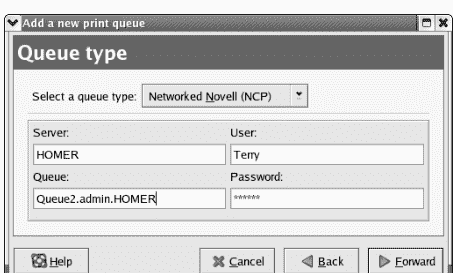 Add a new print queue
Queue type
Select a queue type: Networked Novell (NCP)
Server: User:
HOMER Terry
Queue: Password:
Queue2.admin.HOMER ******
Help Cancel Back Forward